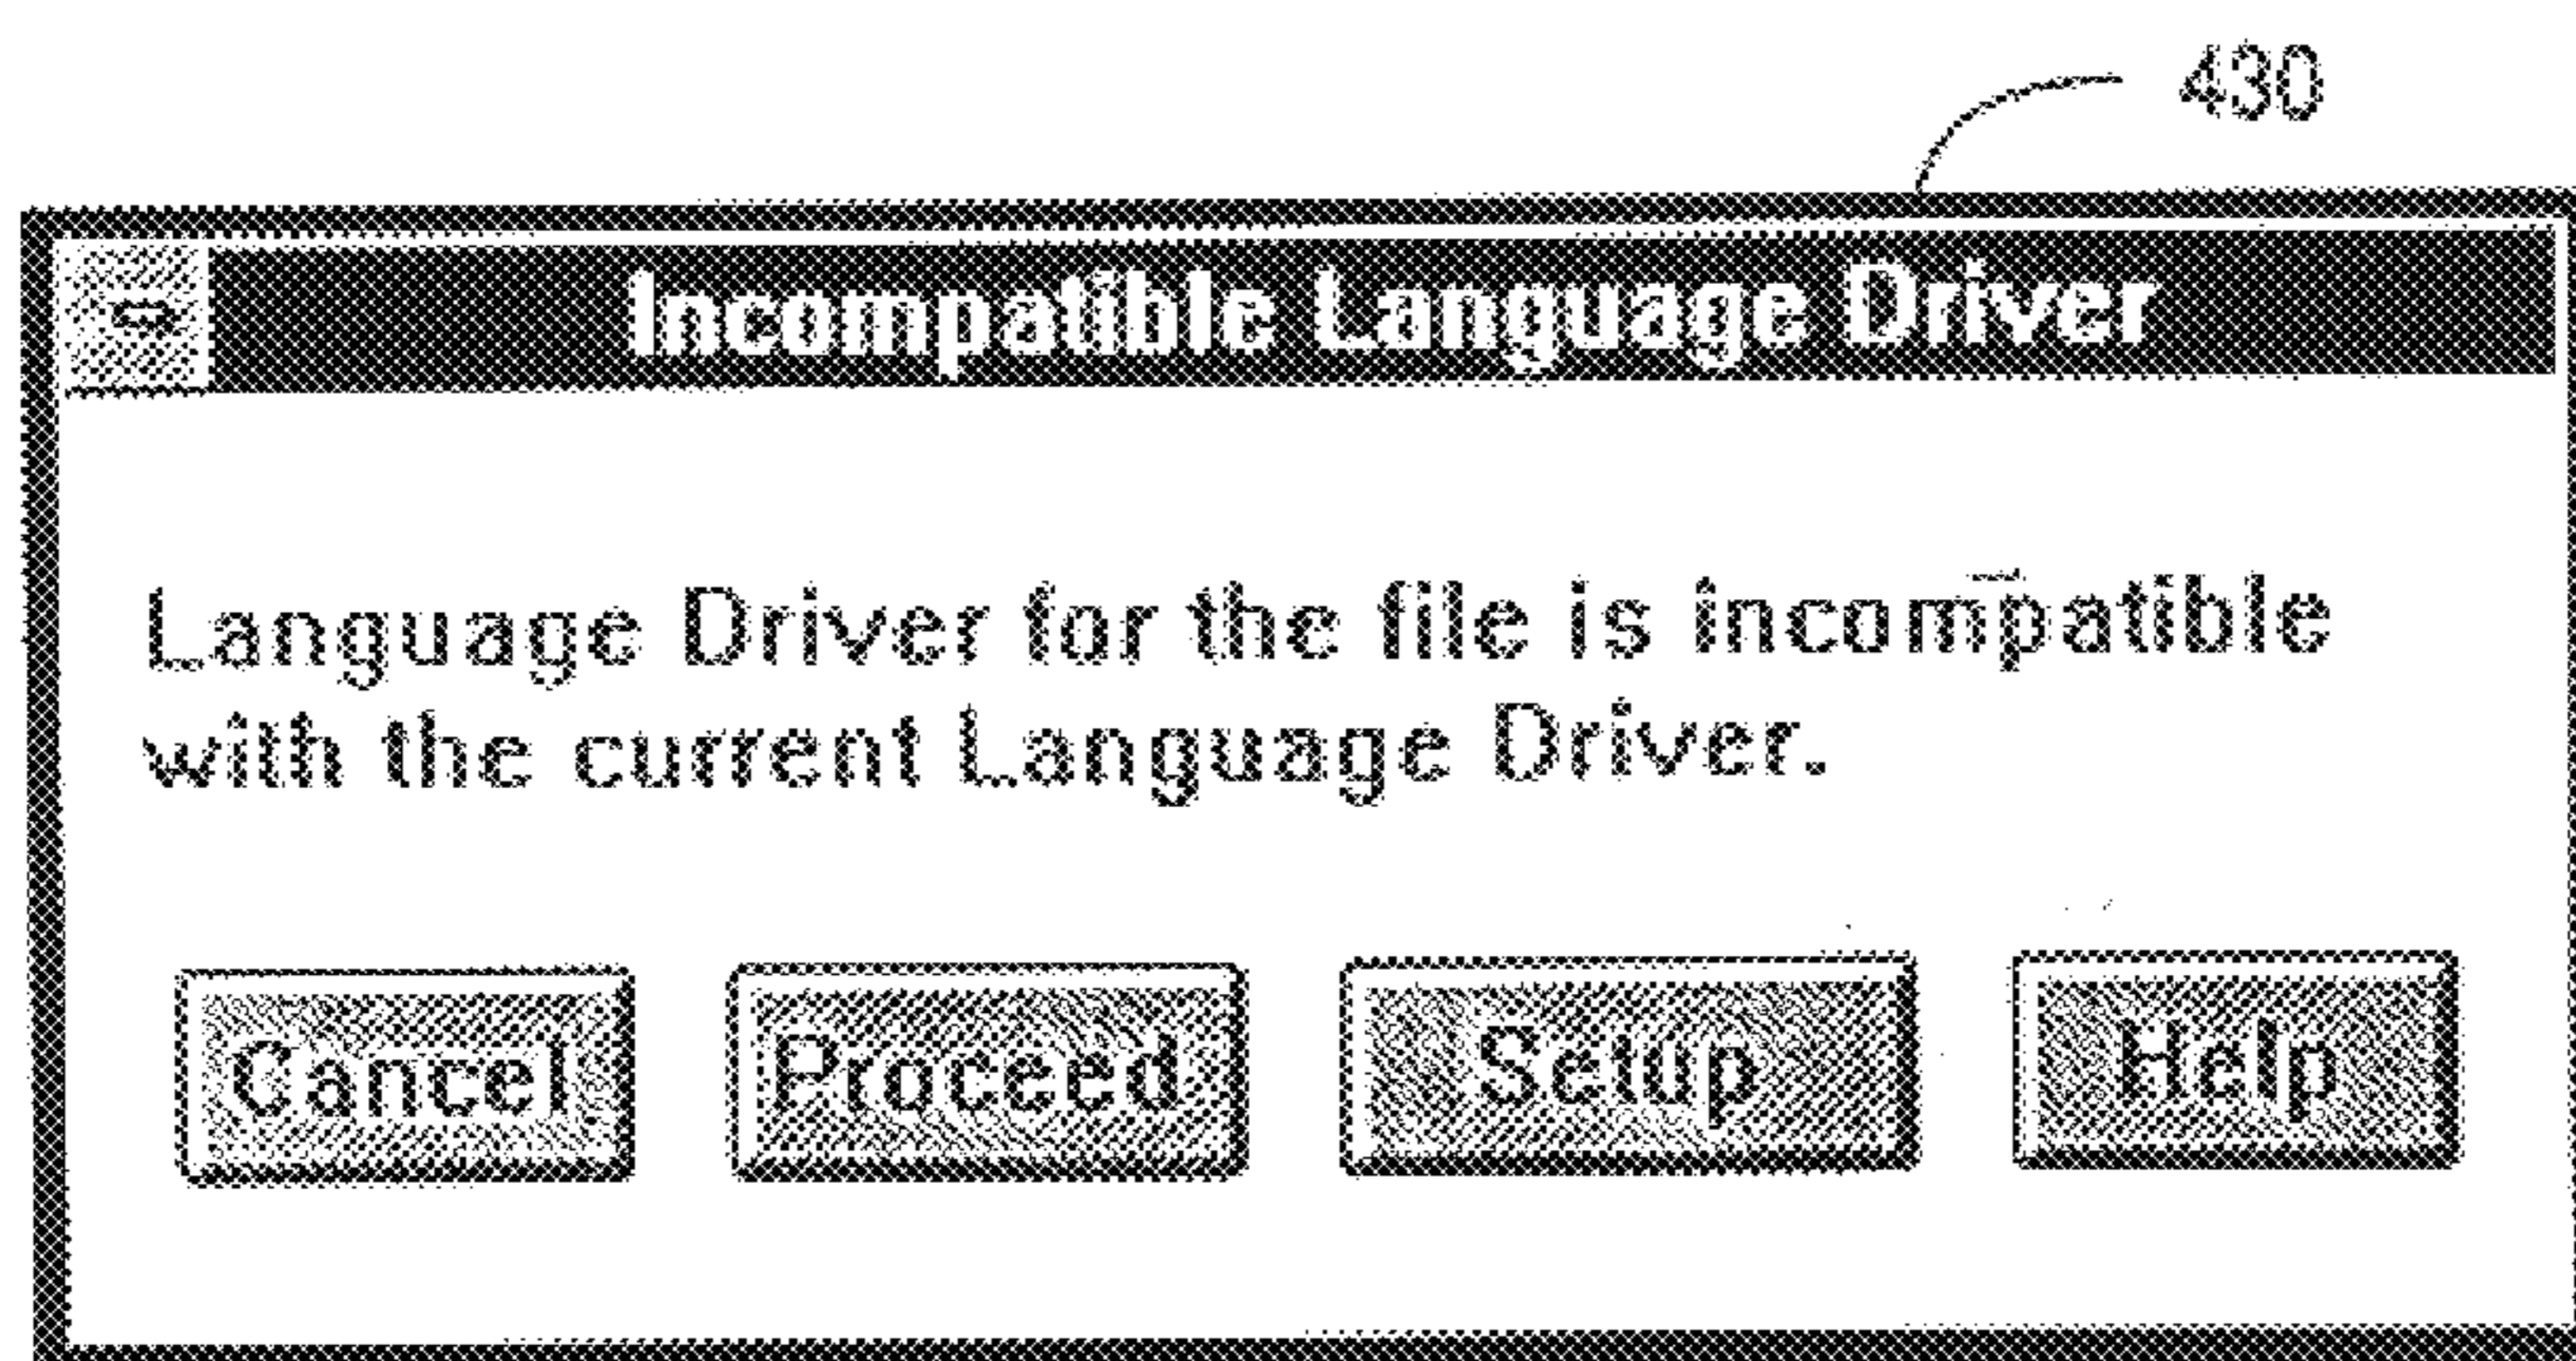 430
Incompatible Language Driver
Language Driver for the file is incompatible
with the current Language Driver.
Cancel Proceed Setup Help